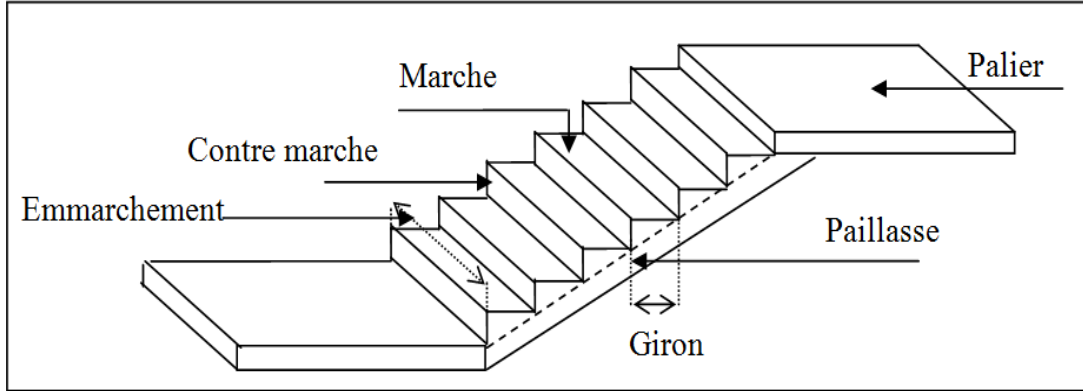 Palier
Marche
Contre marche
Emmarchement
Paillasse
Giron